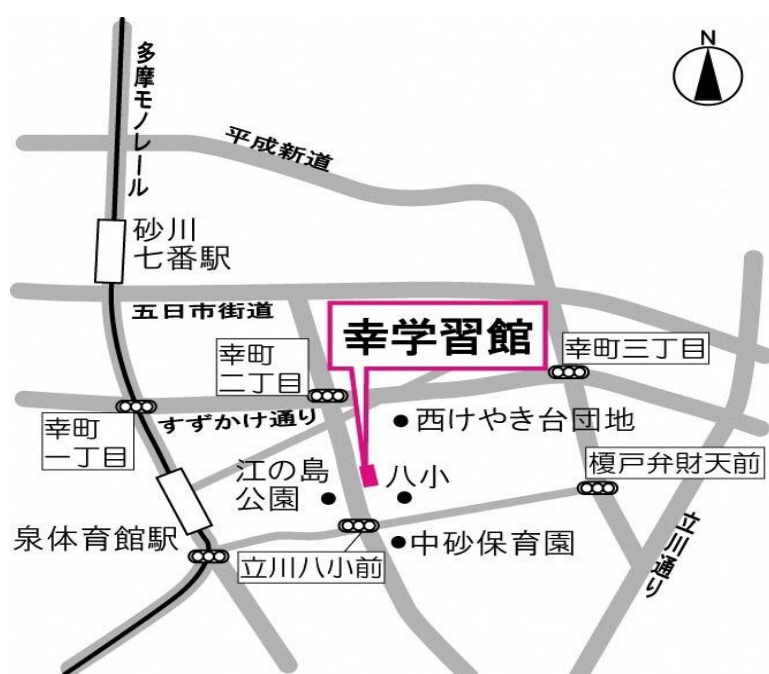 N
多摩モノレール
平成新道
砂川
七番駅
五日市街道
幸学習館
幸町
二丁目
幸町三丁目
幸町
一丁目
すずかけ通り
西けやき台団地
江の島
公園
八小
榎戸弁財天前
泉体育館駅
立川八小前
中砂保育園
立川通り